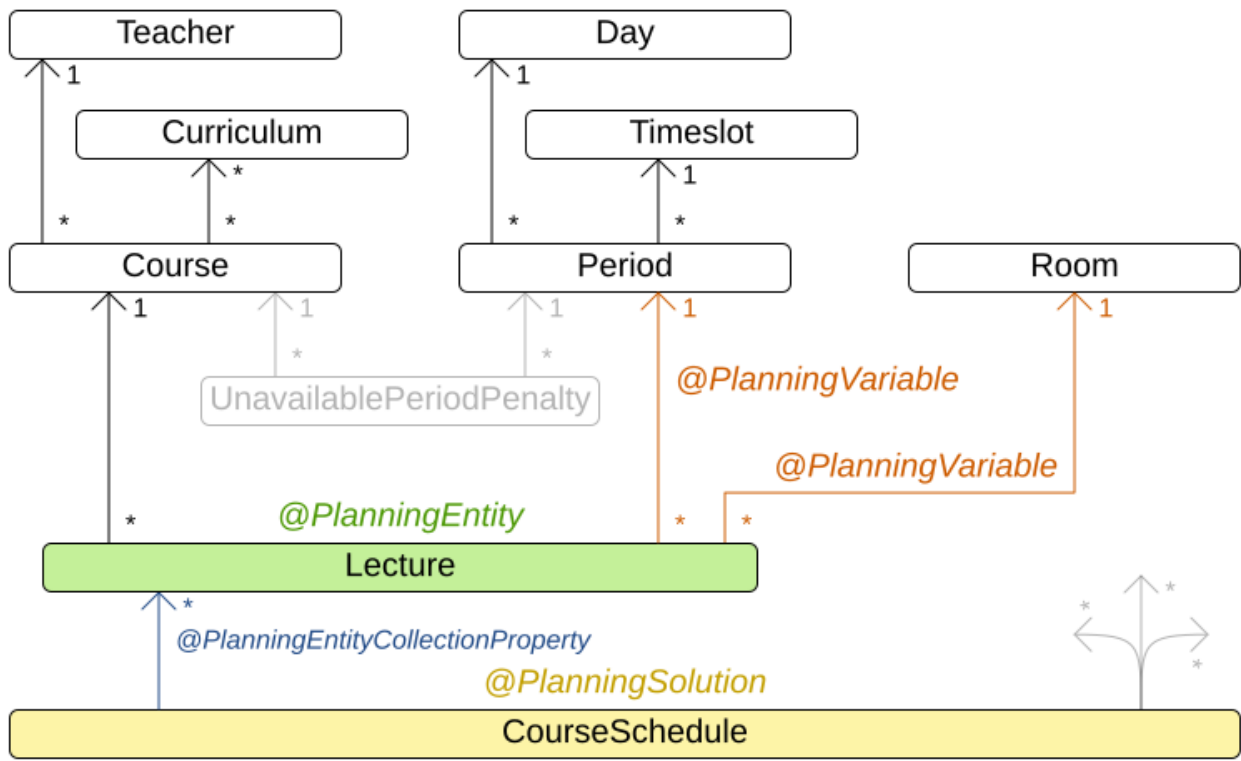 Teacher
Day
1
1
Curriculum
Timeslot
*
1
*
*
*
*
Course
Period
Room
1
1
1
1
1
*
*
@PlanningVariable
UnavailablePeriodPenalty
@PlanningVariable
@PlanningEntity
*
*
*
Lecture
*
*
*
@PlanningEntityCollectionProperty
*
@PlanningSolution
CourseSchedule